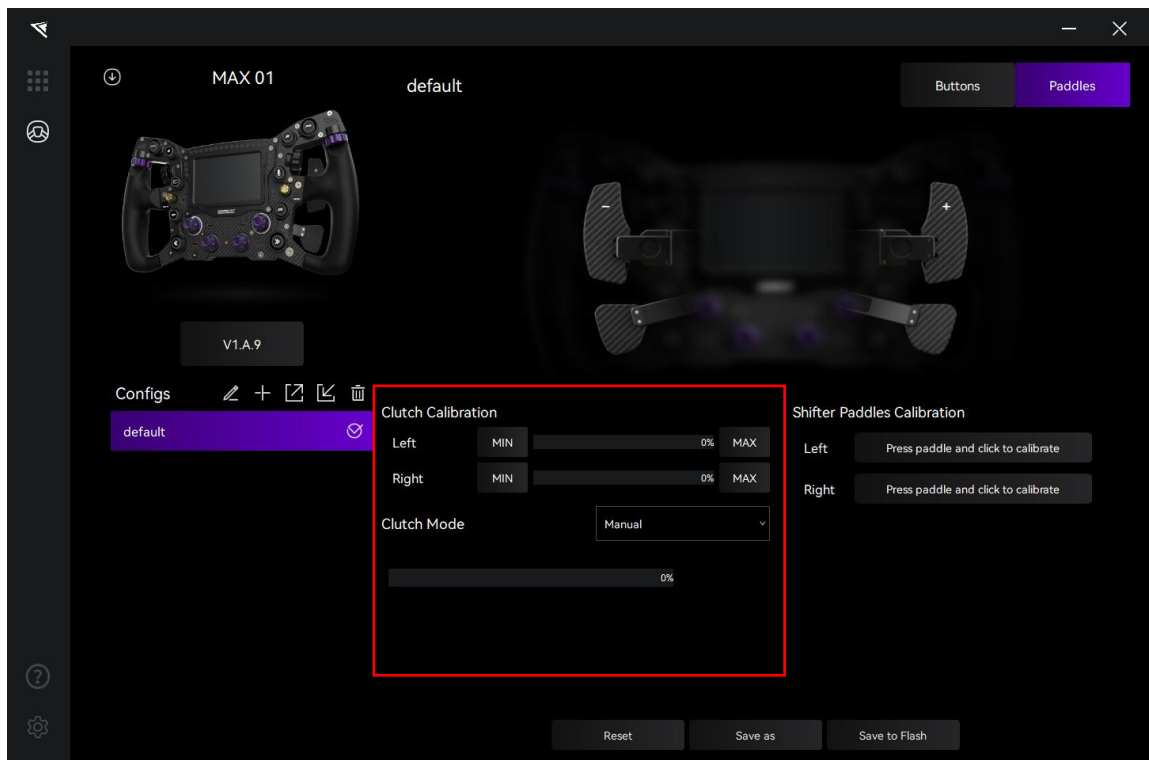 MAX 01
default
Buttons
Paddles
-
+
V1.A.9
Configs
default
Clutch Calibration
Left MIN 0% MAX
Right MIN 0% MAX
Clutch Mode Manual
0%
Shifter Paddles Calibration
Left Press paddle and click to calibrate
Right Press paddle and click to calibrate
Reset Save as Save to Flash